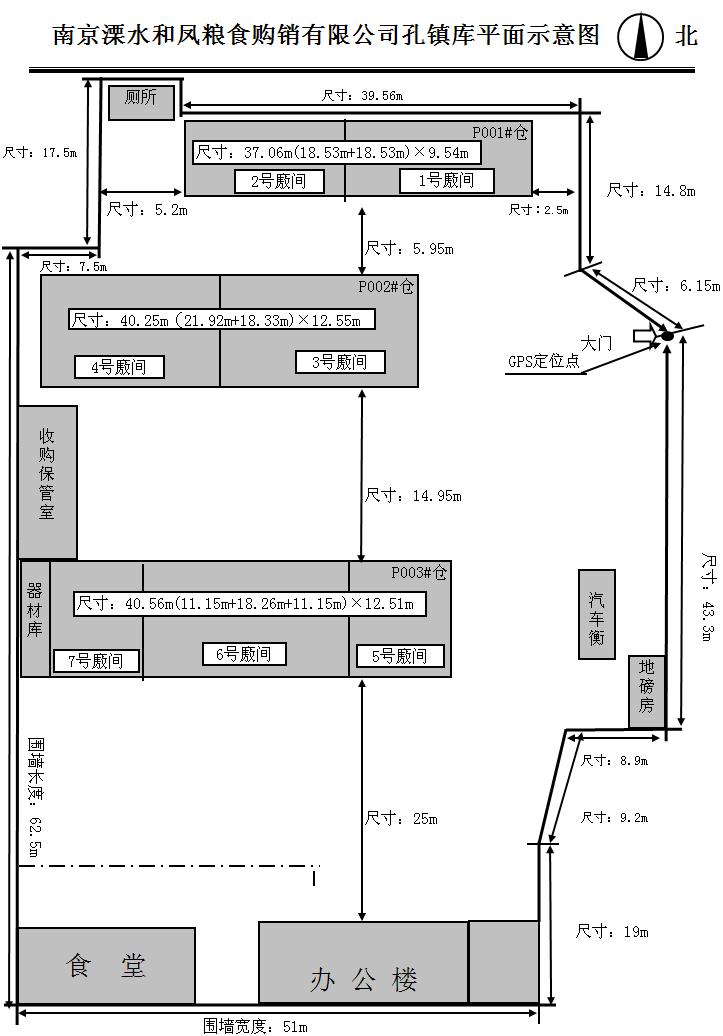 南京溧水和凤粮食购销有限公司孔镇库平面示意图
北
厕所
尺寸：39.56m
尺寸：17.5m
P001#仓
尺寸：37.06m(18.53m+18.53m)×9.54m
2号廒间
1号廒间
尺寸：14.8m
尺寸：5.2m
尺寸：2.5m
尺寸：5.95m
尺寸：7.5m
P002#仓
尺寸：6.15m
尺寸：40.25m（21.92m+18.33m)×12.55m
大门
GPS定位点
4号廒间
3号廒间
收购保管室
尺寸：14.95m
尺寸：43.3m
P003#仓
器材库
尺寸：40.56m(11.15m+18.26m+11.15m)×12.51m
汽车衡
7号廒间
6号廒间
5号廒间
地磅房
围墙长度：62.5m
尺寸：8.9m
尺寸：25m
尺寸：9.2m
尺寸：19m
食 堂
办公楼
围墙宽度：51m